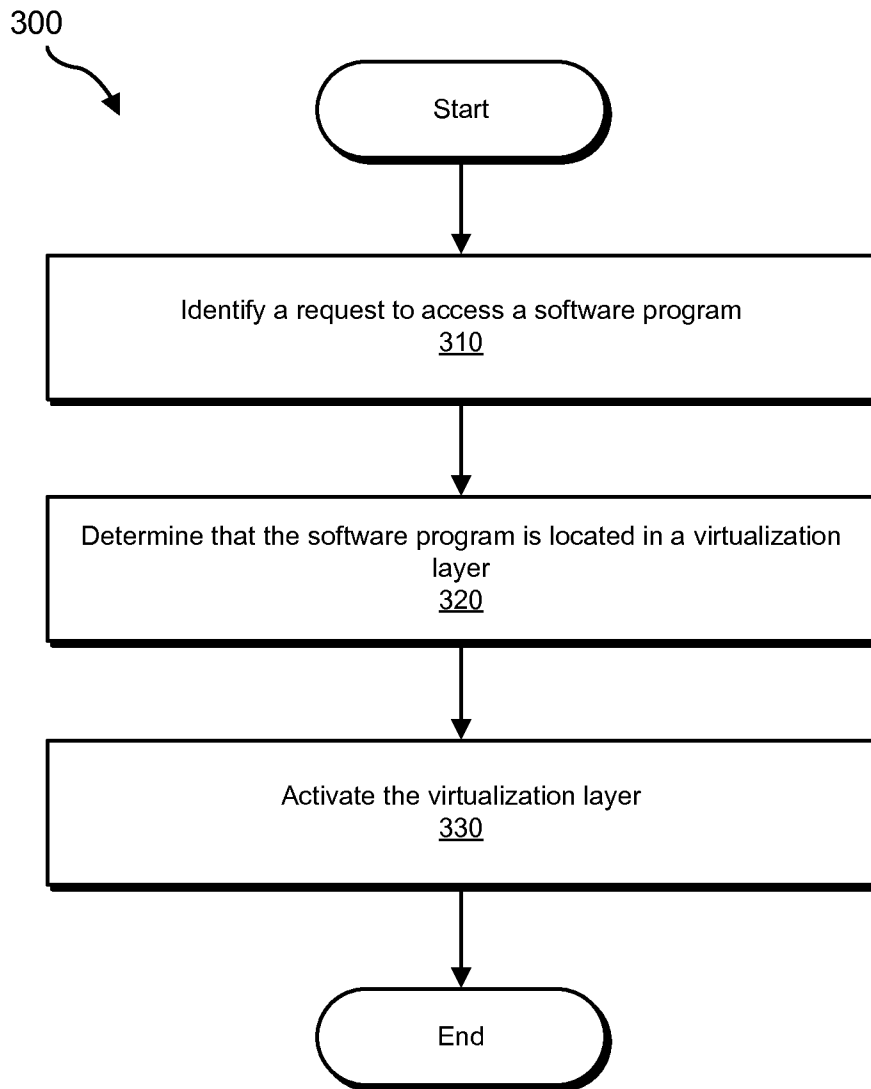 300
Start
Identify a request to access a software program
310
Determine that the software program is located in a virtualization
layer
320
Activate the virtualization layer
330
End